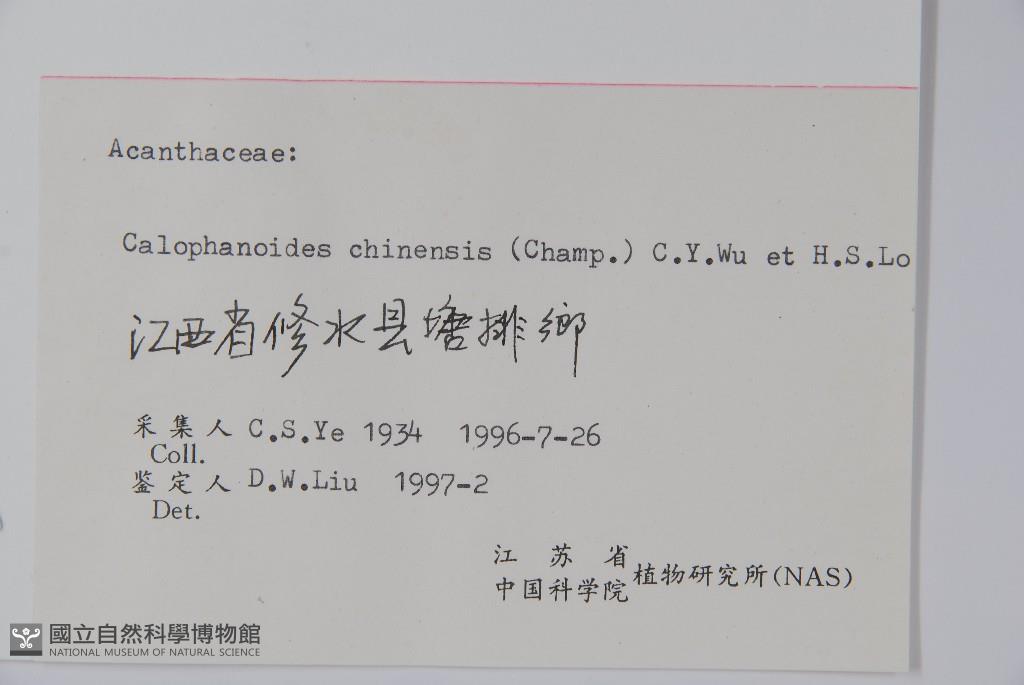 Acanthaceae:
Calophanoides chinensis (Champ.) C.Y.Wu et H.S.Lo
江西省修水县塘排鄉
采集人 C.S.Ye 1934 1996-7-26
Coll.
鉴定人 D.W.Liu 1997-2
Det.
江苏省
中国科学院 植物研究所(NAS)
國立自然科學博物館
NATIONAL MUSEUM OF NATURAL SCIENCE